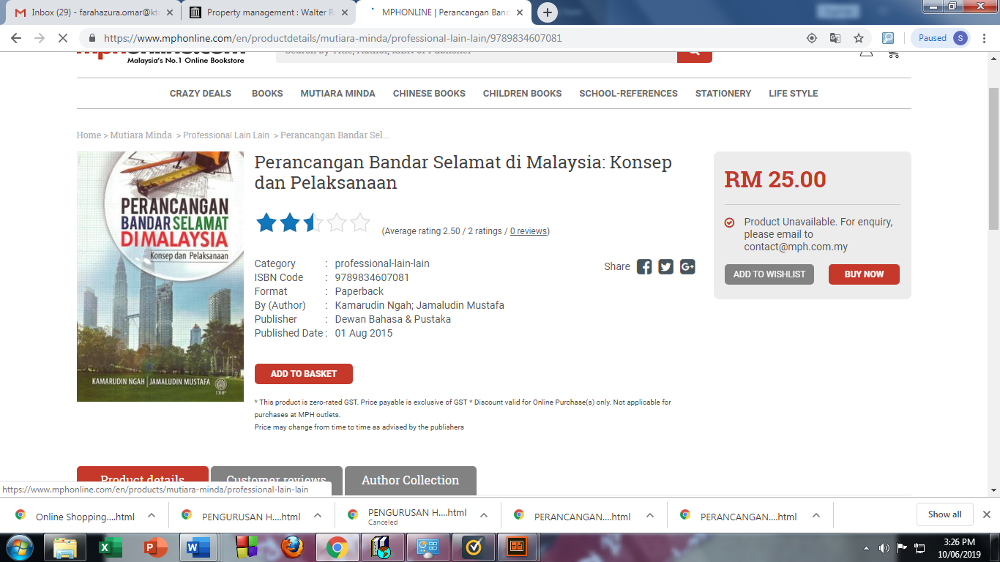 Inbox (29) - farahazura.omar@kt
Property management : Walter R
MPHONLINE | Perancangan Band
https://www.mphonline.com/en/productdetails/mutiara-minda/professional-lain-lain/9789834607081
Paused
S
Malaysia's No.1 Online Bookstore
Search by Title, Author, ISBN or Publisher
CRAZY DEALS
BOOKS
MUTIARA MINDA
CHINESE BOOKS
CHILDREN BOOKS
SCHOOL-REFERENCES
STATIONERY
LIFE STYLE
Home > Mutiara Minda > Professional Lain Lain > Perancangan Bandar Sel...
PERANCANGAN
BANDAR SELAMAT
DI MALAYSIA
Konsep dan Pelaksanaan
KAMARUDIN NGAH | JAMALUDIN MUSTAFA
DBP
Perancangan Bandar Selamat di Malaysia: Konsep
dan Pelaksanaan
(Average rating 2.50 / 2 ratings / 0 reviews)
Category : professional-lain-lain
ISBN Code : 9789834607081
Format : Paperback
By (Author) : Kamarudin Ngah; Jamaludin Mustafa
Publisher : Dewan Bahasa & Pustaka
Published Date : 01 Aug 2015
Share
ADD TO BASKET
* This product is zero-rated GST. Price payable is exclusive of GST * Discount valid for Online Purchase(s) only. Not applicable for
purchases at MPH outlets.
Price may change from time to time as advised by the publishers
RM 25.00
Product Unavailable. For enquiry,
please email to
contact@mph.com.my
ADD TO WISHLIST
BUY NOW
Product details
Customer reviews
Author Collection
https://www.mphonline.com/en/products/mutiara-minda/professional-lain-lain
Online Shopping....html
PENGURUSAN H....html
PENGURUSAN H....html
Canceled
PERANCANGAN....html
PERANCANGAN....html
Show all
3:26 PM
10/06/2019